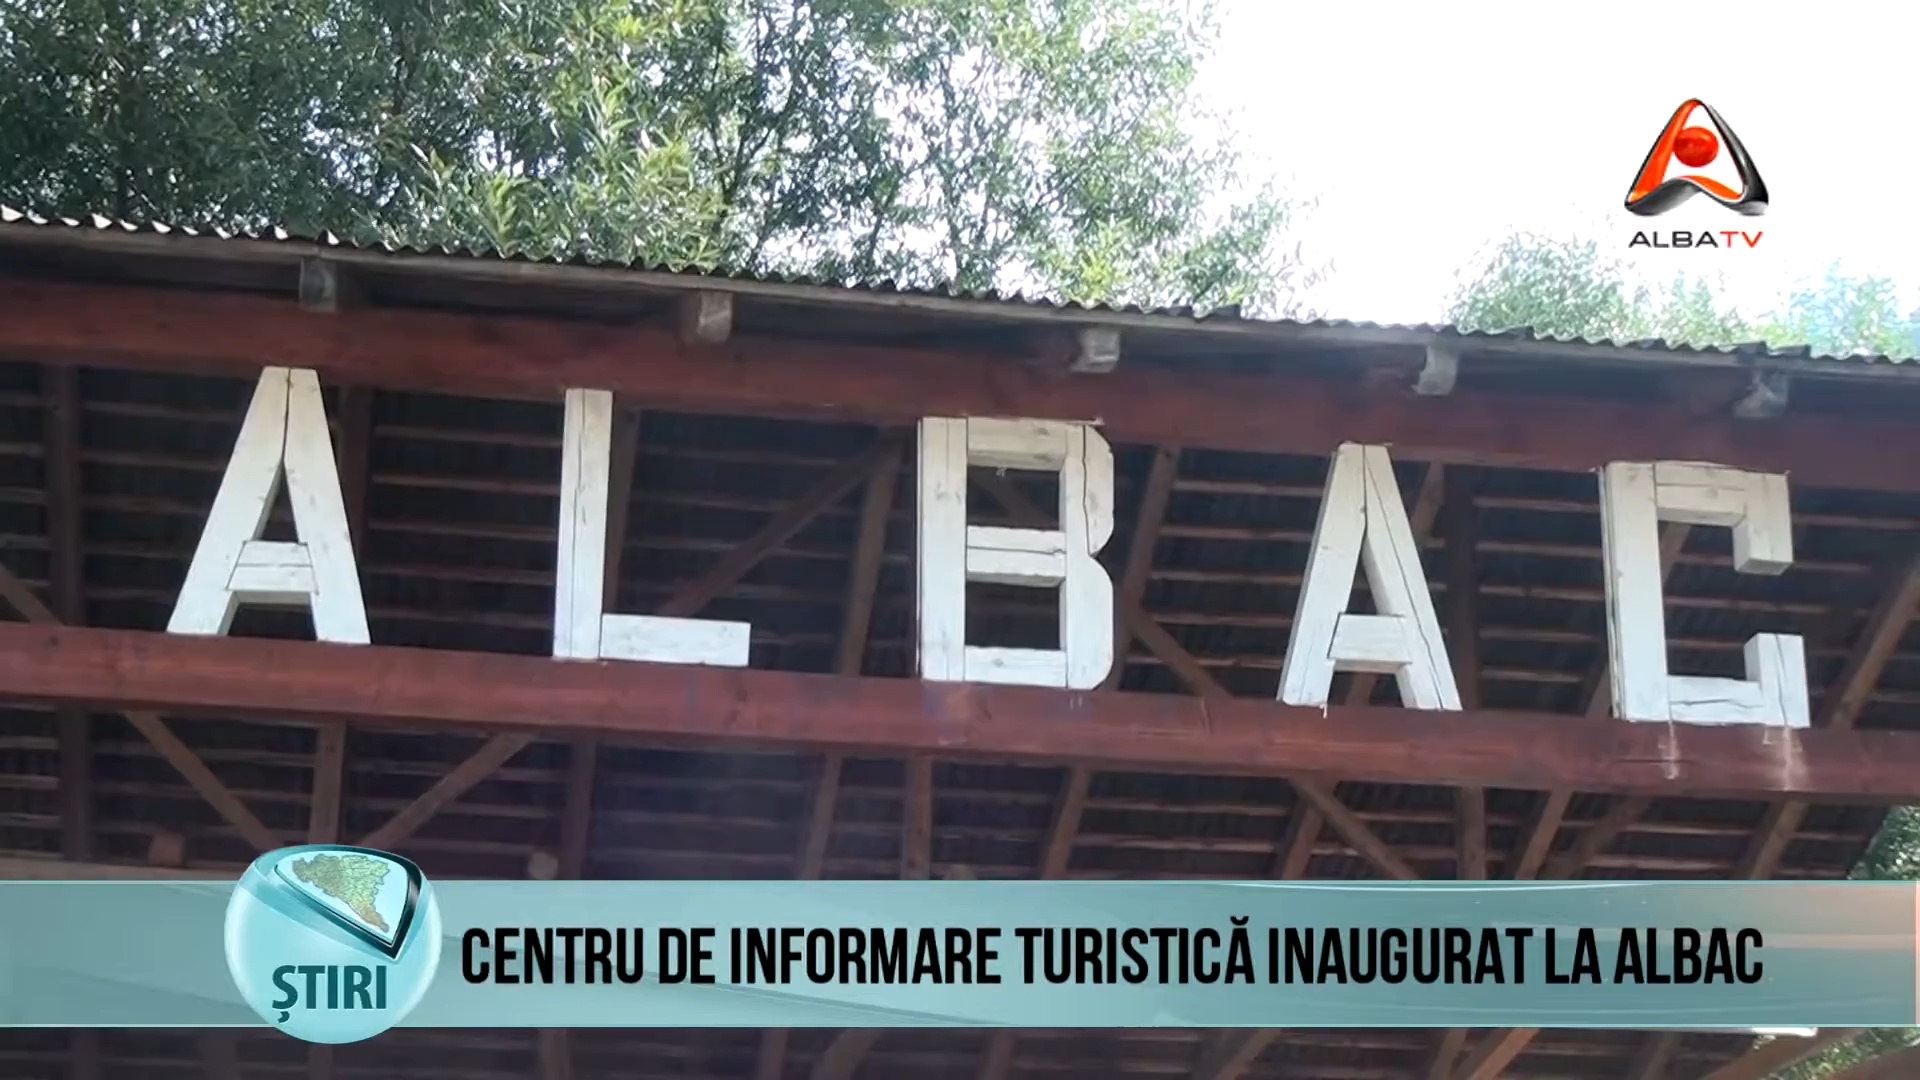 ALBATV
ALBAC
ȘTIRI
CENTRU DE INFORMARE TURISTICĂ INAUGURAT LA ALBAC